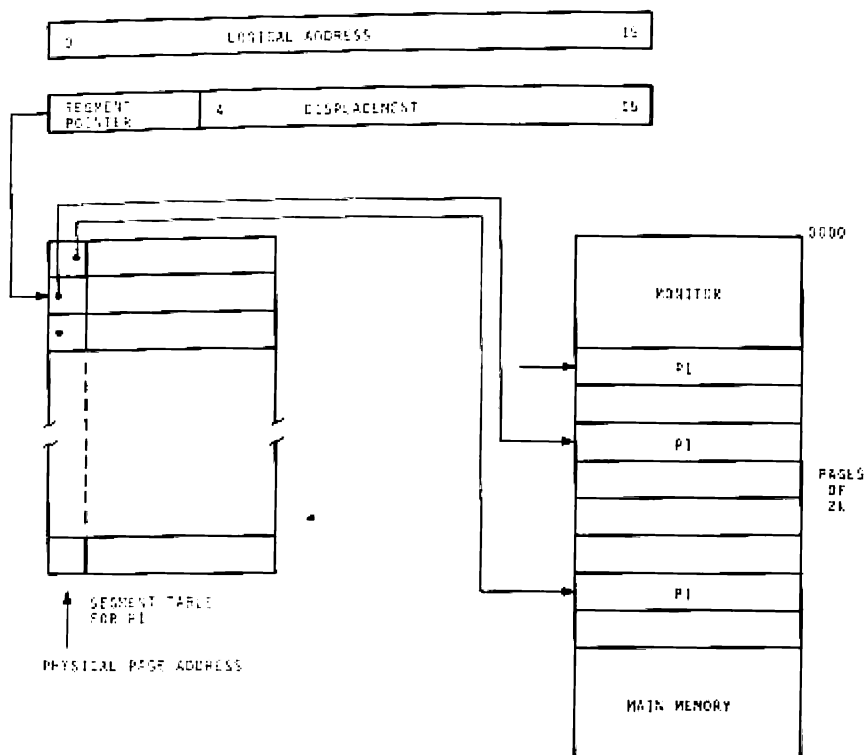 0 LOGICAL ADDRESS 15
SEGMENT POINTER 4 DISPLACEMENT 15
0000
MONITOR
P1
P1
PAGES
OF
2K
P1
SEGMENT TABLE
FOR P1
PHYSICAL PAGE ADDRESS
MAIN MEMORY